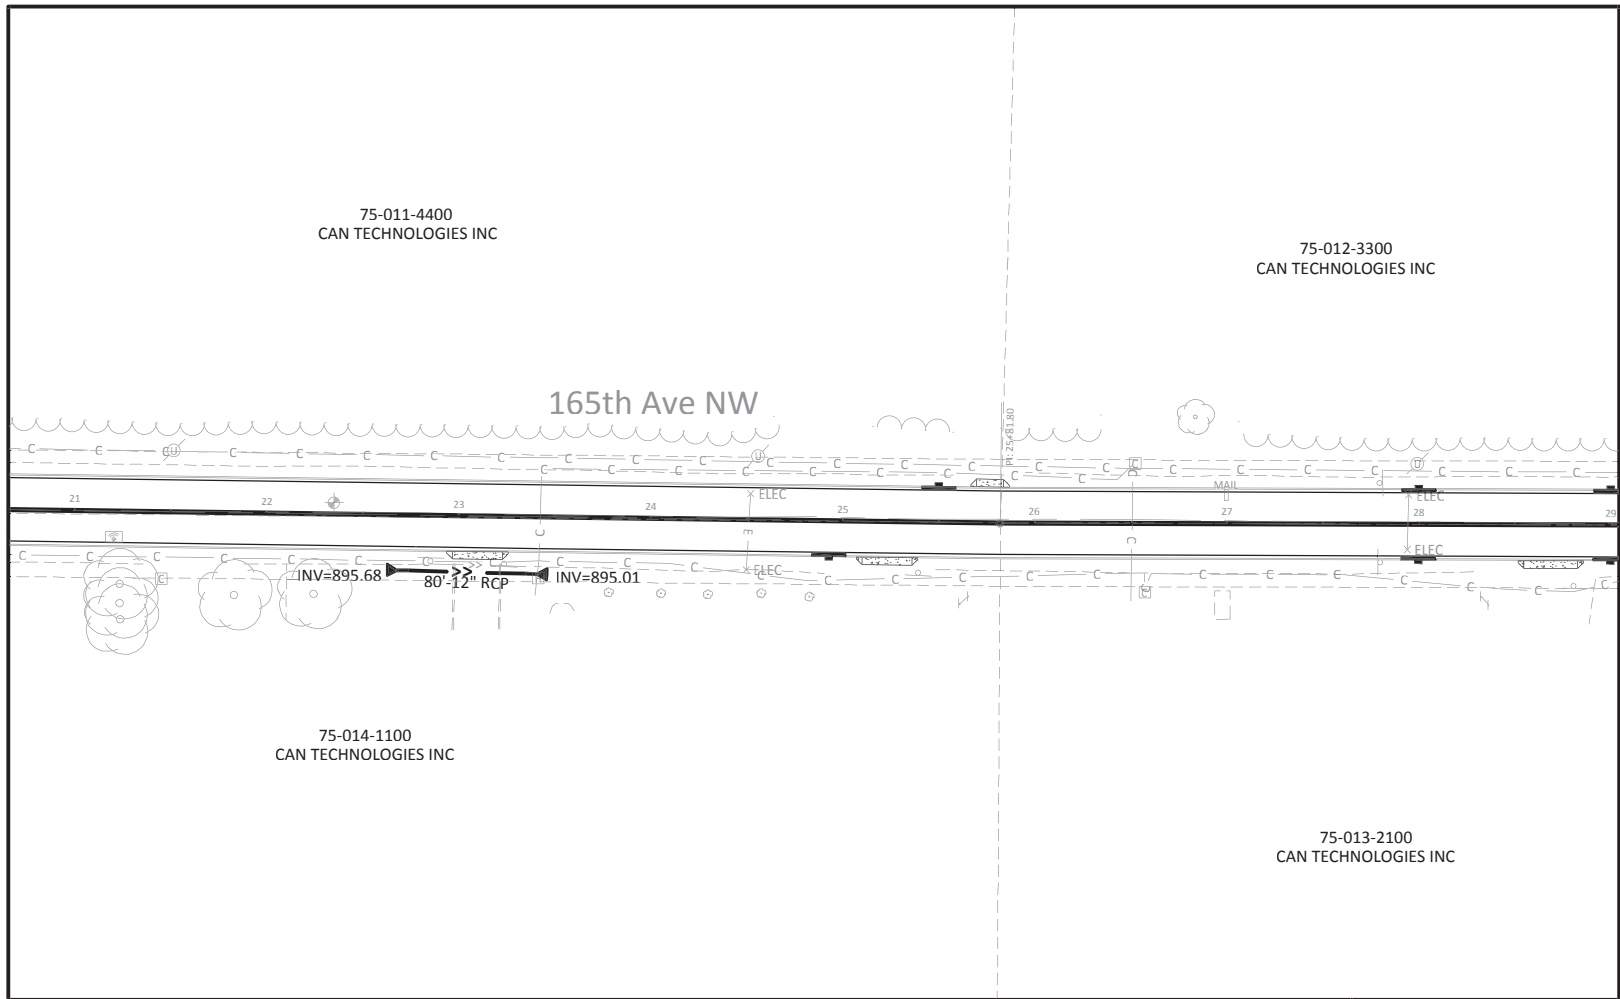 75-011-4400
CAN TECHNOLOGIES INC
75-012-3300
CAN TECHNOLOGIES INC
165th Ave NW
PI: 25+81.80
C C C C C C C C C C C C C C C C
U U U
C C C C C C C C C C C C C C C
MAIL
ELEC ELEC
21 22 23 24 25 26 27 28 29
C E C
ELEC ELEC
C C C C C C C C C C C C C C C C C C C C C
INV=895.68
80'-12" RCP
INV=895.01
75-014-1100
CAN TECHNOLOGIES INC
75-013-2100
CAN TECHNOLOGIES INC